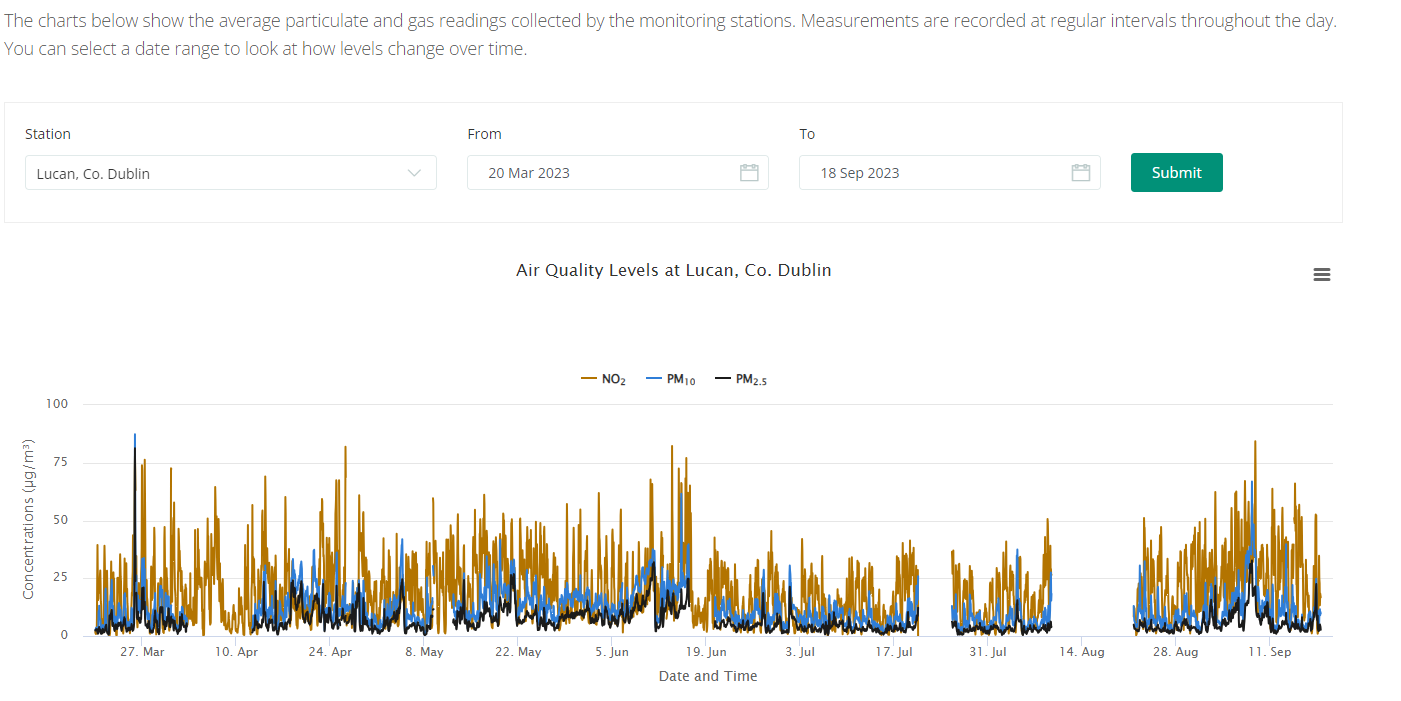 The charts below show the average particulate and gas readings collected by the monitoring stations. Measurements are recorded at regular intervals throughout the day.
You can select a date range to look at how levels change over time.
Station From To
Lucan, Co. Dublin 20 Mar 2023 18 Sep 2023 Submit
Air Quality Levels at Lucan, Co. Dublin
NO₂ PM₁₀ PM₂.₅
Concentrations (µg/m³)
100
75
50
25
0
27. Mar 10. Apr 24. Apr 8. May 22. May 5. Jun 19. Jun 3. Jul 17. Jul 31. Jul 14. Aug 28. Aug 11. Sep
Date and Time